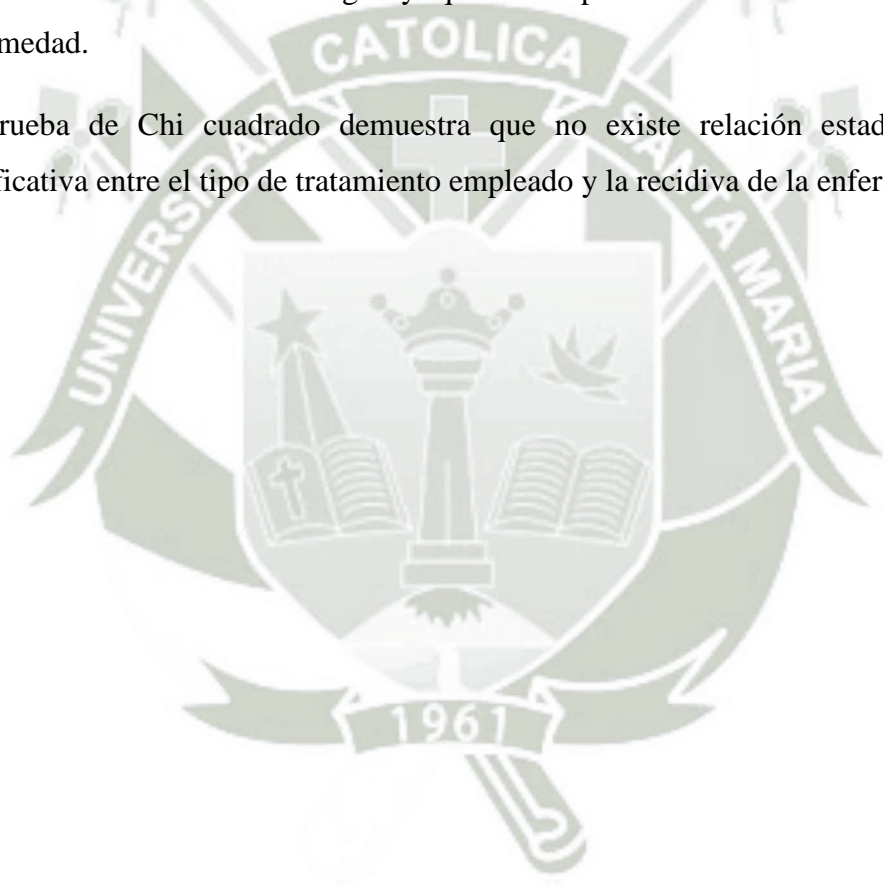 medad.
CATOLICA
rueba de Chi cuadrado demuestra que no existe relación estad
ficativa entre el tipo de tratamiento empleado y la recidiva de la enfer
UNIVERSIDAD
SANTA MARIA
1961